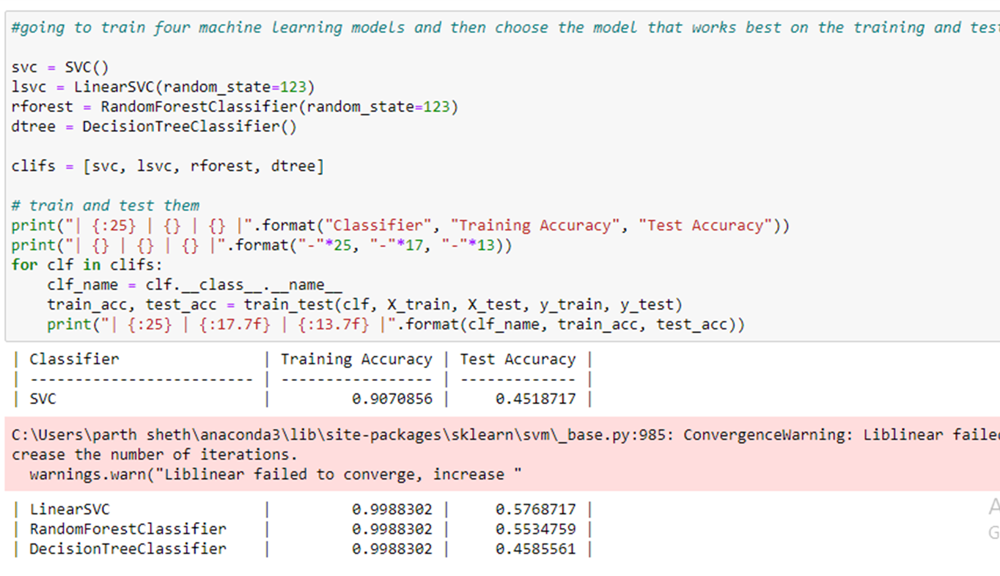 #going to train four machine learning models and then choose the model that works best on the training and
svc = SVC()
lsvc = LinearSVC(random_state=123)
rforest = RandomForestClassifier(random_state=123)
dtree = DecisionTreeClassifier()
clifs = [svc, lsvc, rforest, dtree]
# train and test them
print("| {:25} | {} | {} |".format("Classifier", "Training Accuracy", "Test Accuracy"))
print("| {} | {} | {} |".format("-"*25, "-"*17, "-"*13))
for clf in clifs:
    clf_name = clf.__class__.__name__
    train_acc, test_acc = train_test(clf, X_train, X_test, y_train, y_test)
    print("| {:25} | {:17.7f} | {:13.7f} |".format(clf_name, train_acc, test_acc))
| Classifier                | Training Accuracy | Test Accuracy |
| ------------------------- | ----------------- | ------------- |
| SVC                       |         0.9070856 |     0.4518717 |
C:\Users\parth sheth\anaconda3\lib\site-packages\sklearn\svm\_base.py:985: ConvergenceWarning: Liblinear
crease the number of iterations.
  warnings.warn("Liblinear failed to converge, increase "
| LinearSVC                 |         0.9988302 |     0.5768717 |
| RandomForestClassifier    |         0.9988302 |     0.5534759 |
| DecisionTreeClassifier    |         0.9988302 |     0.4585561 |